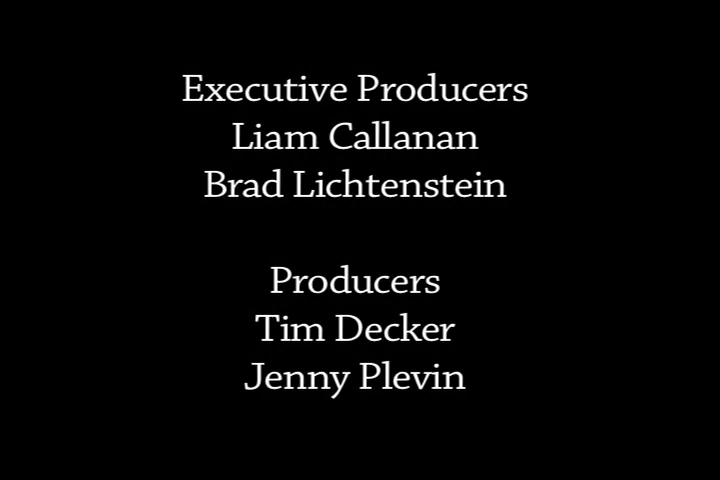 Executive Producers
Liam Callanan
Brad Lichtenstein
Producers
Tim Decker
Jenny Plevin